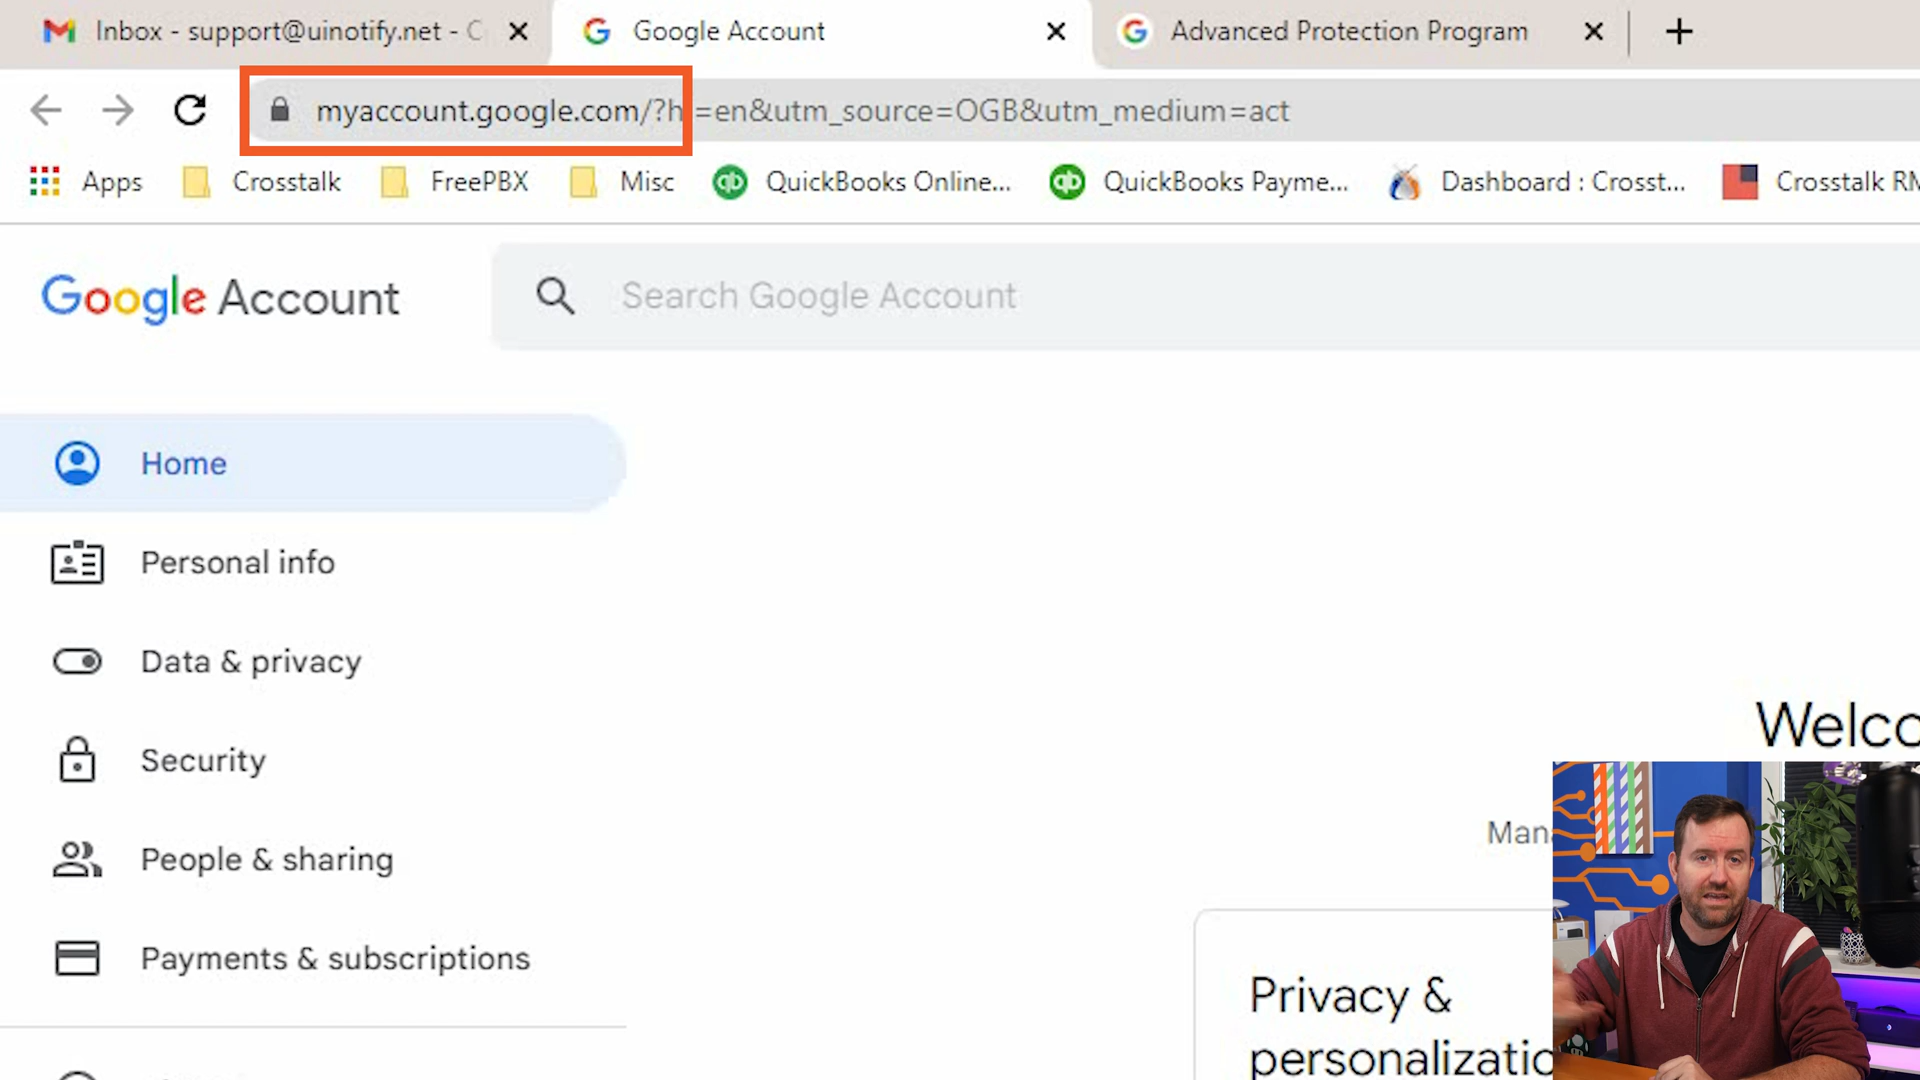 Inbox - support@uinotify.net - C
Google Account
Advanced Protection Program
myaccount.google.com/?h =en&utm_source=OGB&utm_medium=act
Apps
Crosstalk
FreePBX
Misc
QuickBooks Online...
QuickBooks Payme...
Dashboard : Crosst...
Crosstalk RM
Google Account
Search Google Account
Home
Personal info
Data & privacy
Security
People & sharing
Payments & subscriptions
Welco
Mana
Privacy &
personalizatio